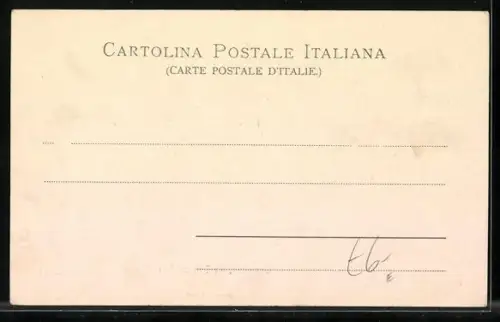 CARTOLINA POSTALE ITALIANA
(CARTE POSTALE D'ITALIE.)